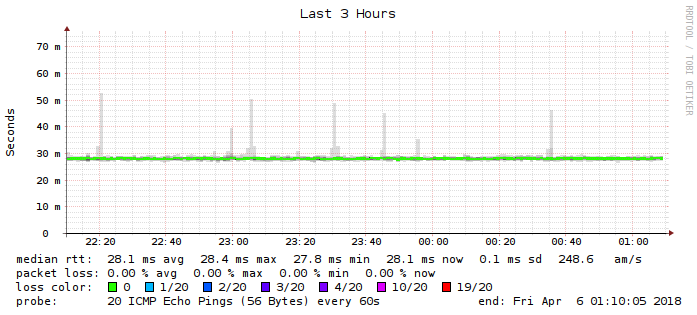 Last 3 Hours
RRDTOOL / TOBI OETIKER
Seconds
70 m
60 m
50 m
40 m
30 m
20 m
10 m
0
22:20 22:40 23:00 23:20 23:40 00:00 00:20 00:40 01:00
median rtt: 28.1 ms avg 28.4 ms max 27.8 ms min 28.1 ms now 0.1 ms sd 248.6 am/s
packet loss: 0.00 % avg 0.00 % max 0.00 % min 0.00 % now
loss color: 0 1/20 2/20 3/20 4/20 10/20 19/20
probe: 20 ICMP Echo Pings (56 Bytes) every 60s end: Fri Apr 6 01:10:05 2018